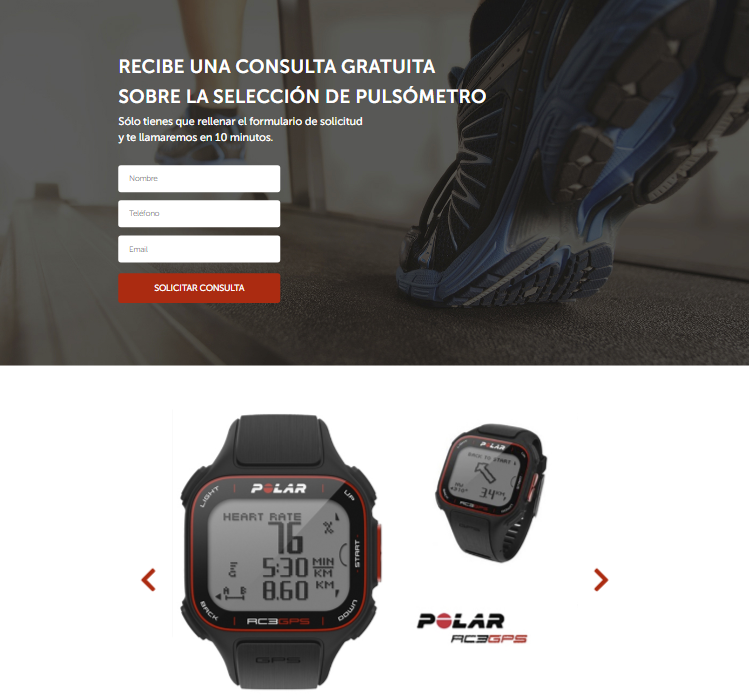 RECIBE UNA CONSULTA GRATUITA
SOBRE LA SELECCIÓN DE PULSÓMETRO
Sólo tienes que rellenar el formulario de solicitud
y te llamaremos en 10 minutos.
Nombre
Teléfono
Email
SOLICITAR CONSULTA
POLAR
LIGHT
UP
HEART RATE
76 %
START
5:30 MIN KM
A B
8.60 KM
BACK
DOWN
RC3GPS
GPS
POLAR
BACK TO START
3.4
RC3GPS
POLAR
RC3GPS